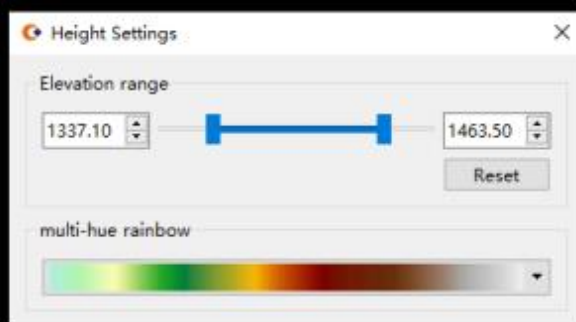 Height Settings
Elevation range
1337.10
1463.50
Reset
multi-hue rainbow